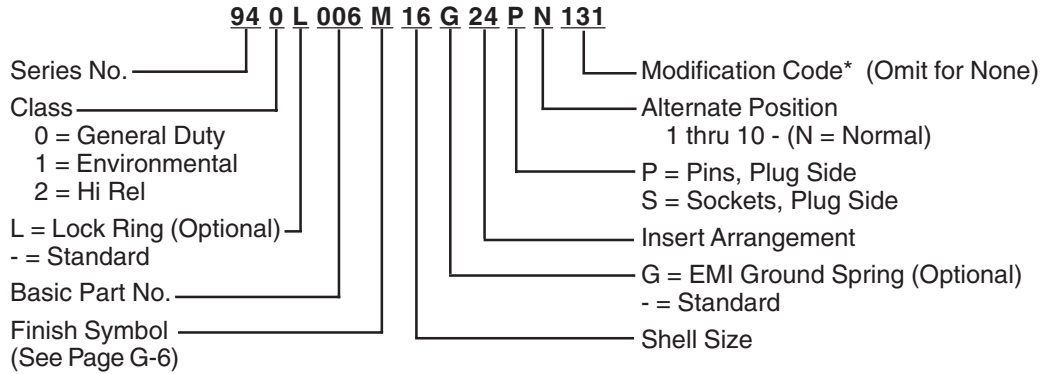 94 0 L 006 M 16 G 24 P N 131
Series No.
Class
0 = General Duty
1 = Environmental
2 = Hi Rel
L = Lock Ring (Optional)
- = Standard
Basic Part No.
Finish Symbol
(See Page G-6)
Modification Code* (Omit for None)
Alternate Position
1 thru 10 - (N = Normal)
P = Pins, Plug Side
S = Sockets, Plug Side
Insert Arrangement
G = EMI Ground Spring (Optional)
- = Standard
Shell Size